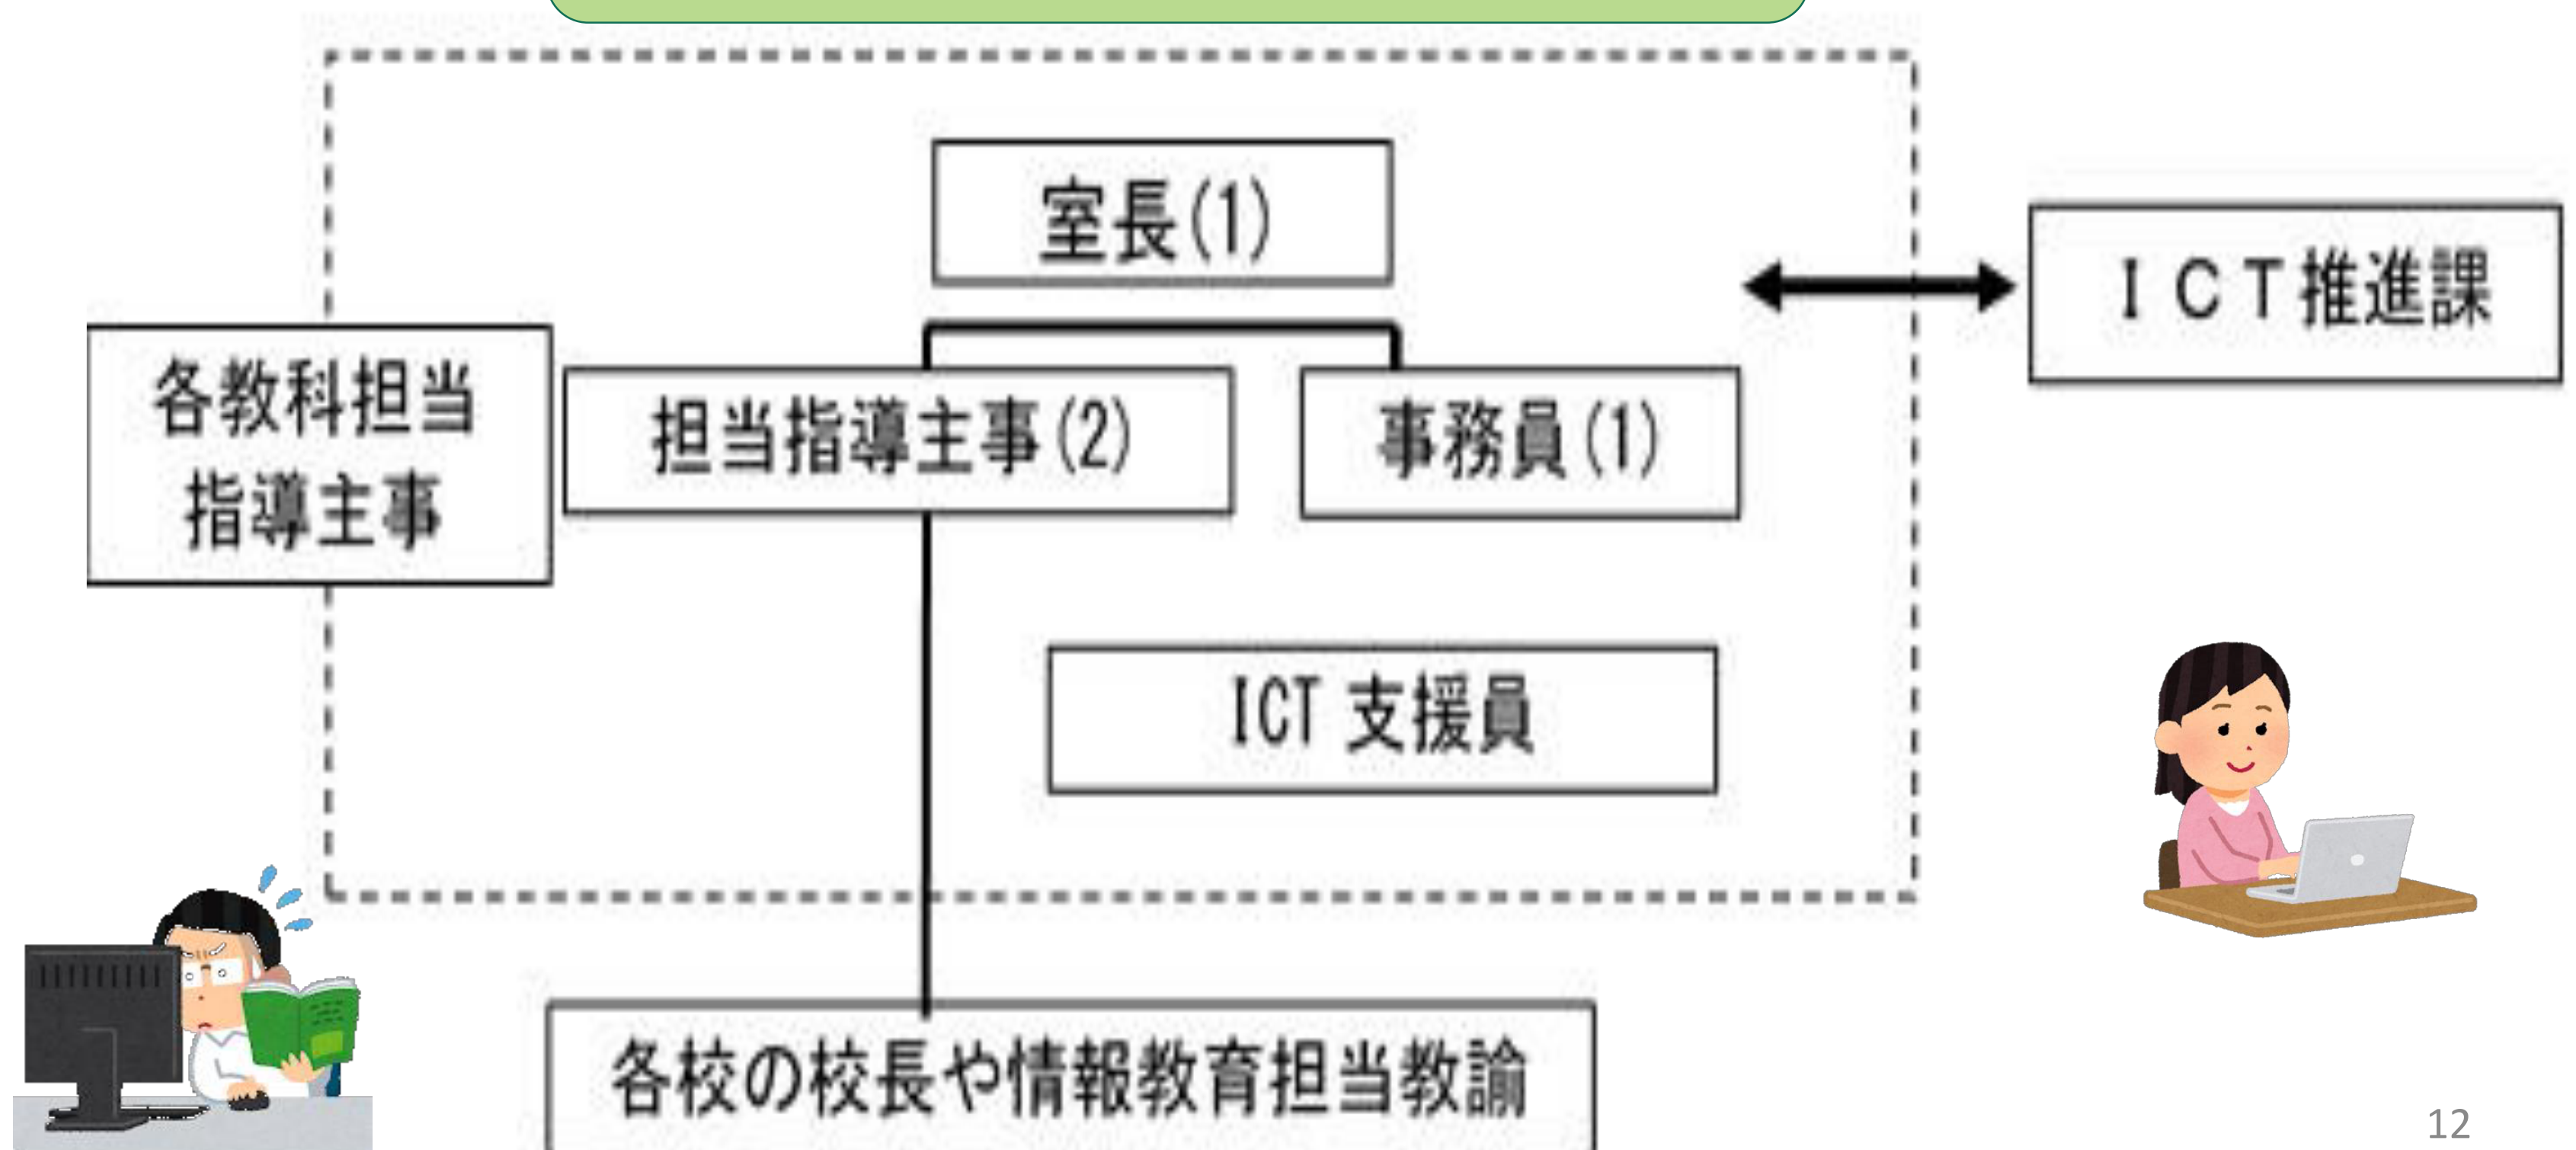 室長(1)
ICT推進課
各教科担当
指導主事
担当指導主事(2)
事務員(1)
ICT 支援員
各校の校長や情報教育担当教諭
12